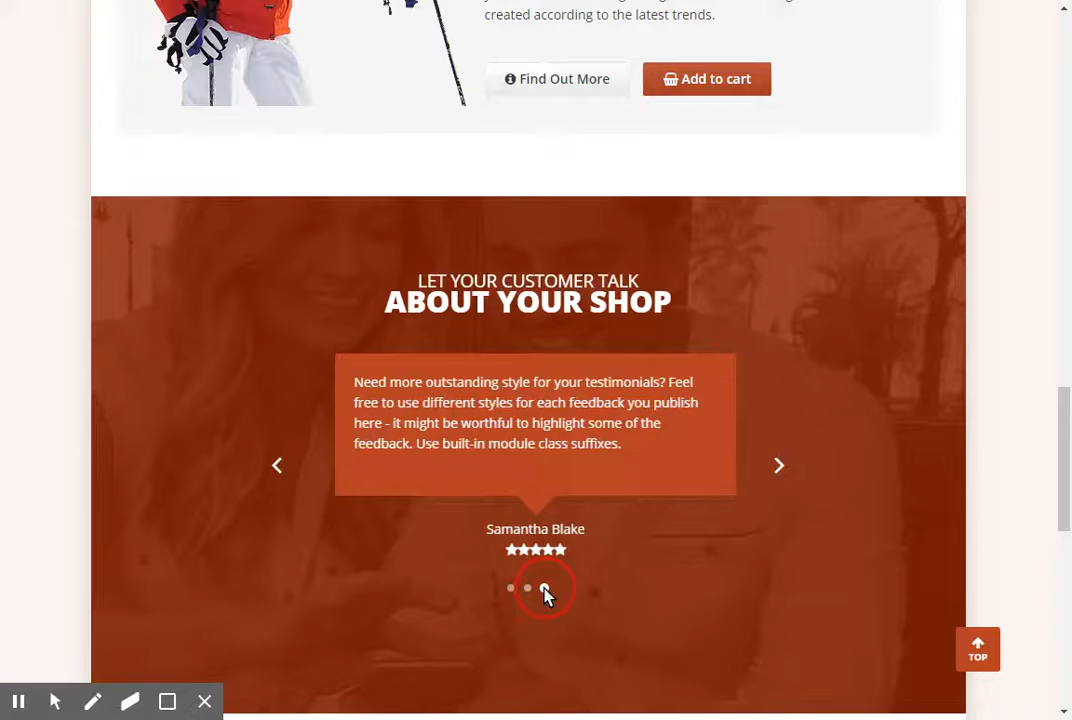 created according to the latest trends.
Find Out More
Add to cart
LET YOUR CUSTOMER TALK
ABOUT YOUR SHOP
Need more outstanding style for your testimonials? Feel
free to use different styles for each feedback you publish
here - it might be worthful to highlight some of the
feedback. Use built-in module class suffixes.
Samantha Blake
TOP